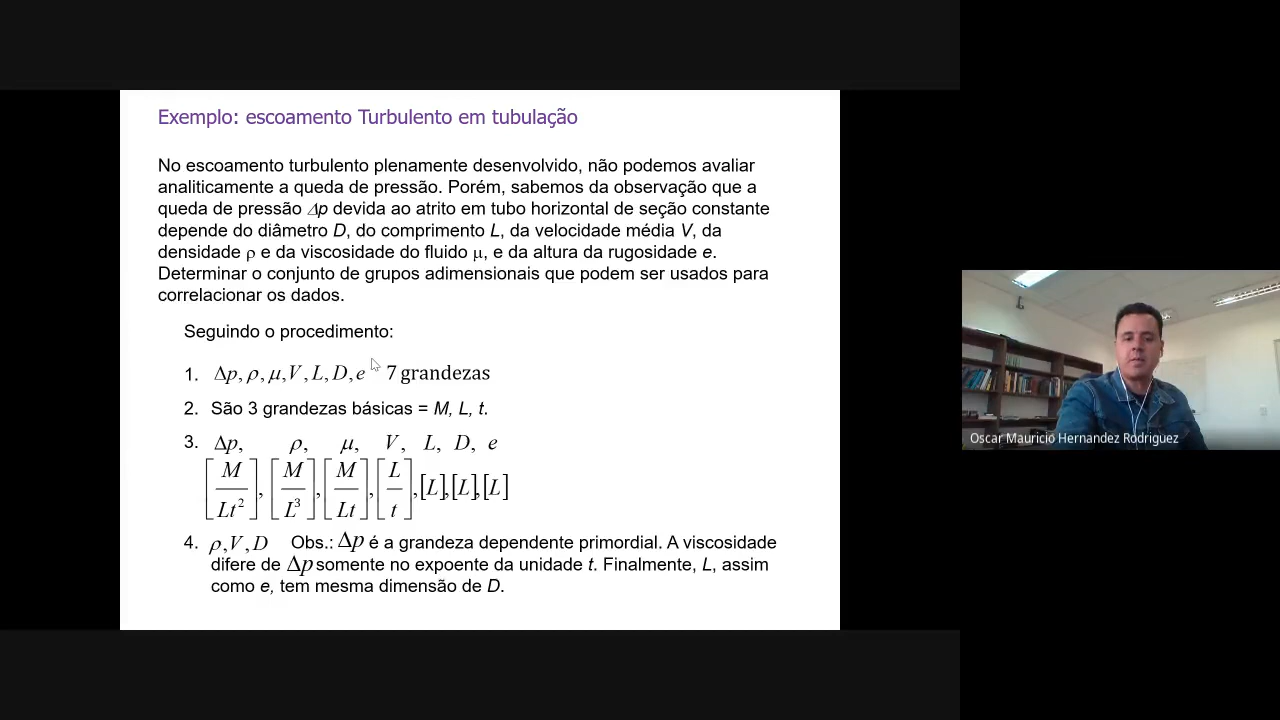 Exemplo: escoamento Turbulento em tubulação
No escoamento turbulento plenamente desenvolvido, não podemos avaliar
analiticamente a queda de pressão. Porém, sabemos da observação que a
queda de pressão Δp devida ao atrito em tubo horizontal de seção constante
depende do diâmetro D, do comprimento L, da velocidade média V, da
densidade ρ e da viscosidade do fluido μ, e da altura da rugosidade e.
Determinar o conjunto de grupos adimensionais que podem ser usados para
correlacionar os dados.
Seguindo o procedimento:
1. Δp, ρ, μ, V, L, D, e 7 grandezas
2. São 3 grandezas básicas = M, L, t.
3. Δp, ρ, μ, V, L, D, e
[M/Lt²], [M/L³], [M/Lt], [L/t], [L], [L], [L]
4. ρ, V, D Obs.: Δp é a grandeza dependente primordial. A viscosidade
difere de Δp somente no expoente da unidade t. Finalmente, L, assim
como e, tem mesma dimensão de D.
Oscar Mauricio Hernandez Rodriguez